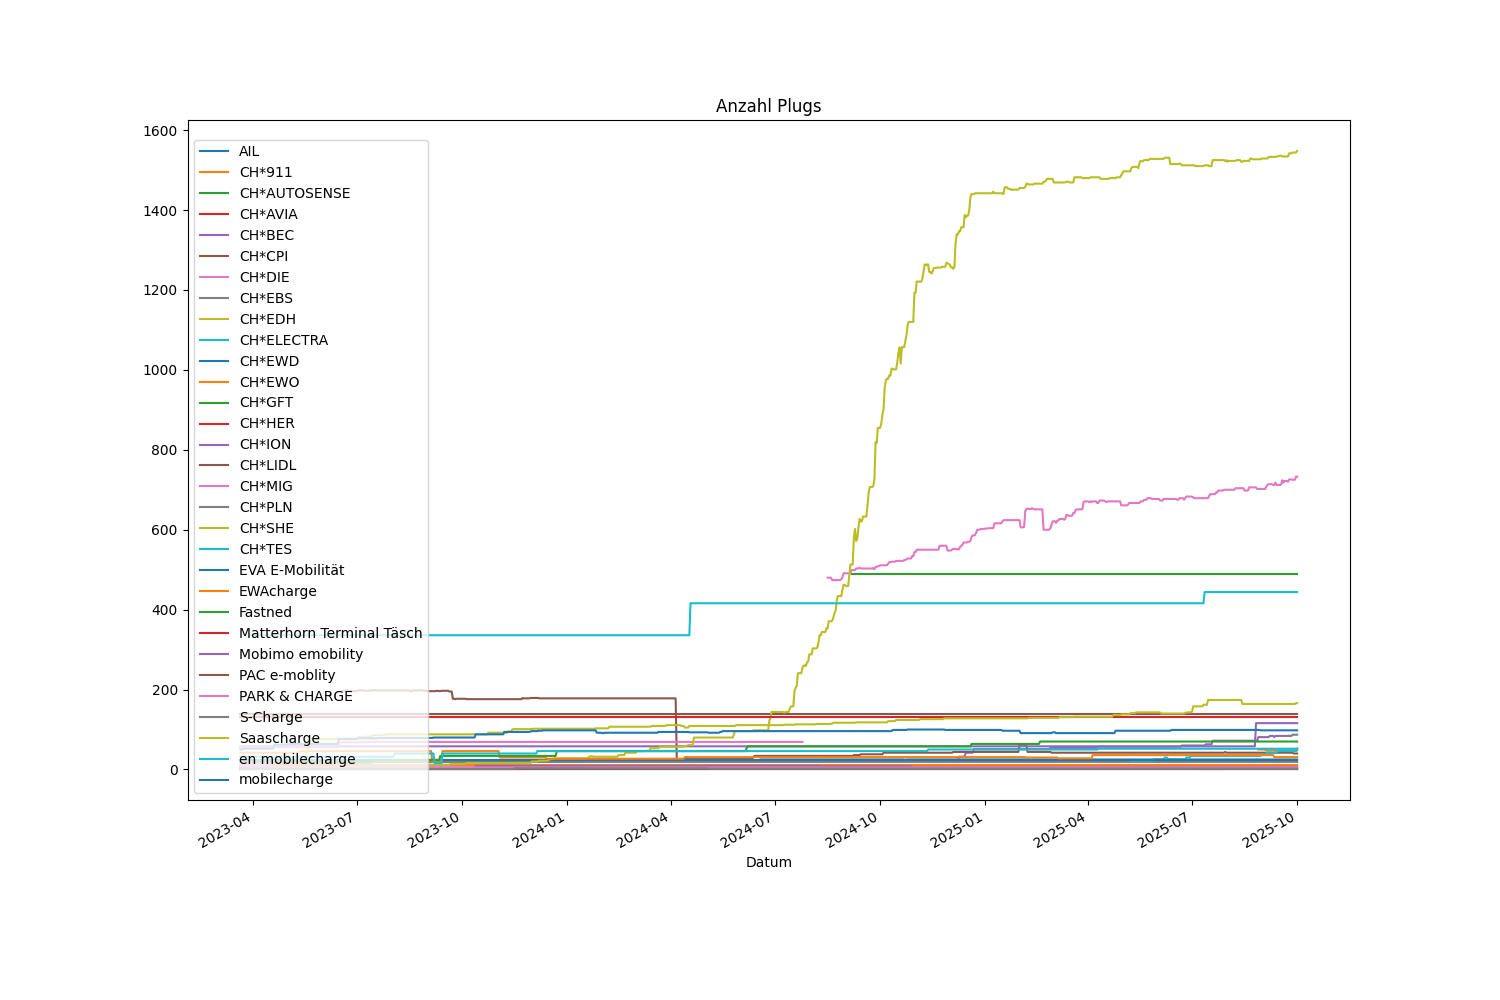 Anzahl Plugs
1600
1400
1200
1000
800
600
400
200
0
AIL
CH*911
CH*AUTOSENSE
CH*AVIA
CH*BEC
CH*CPI
CH*DIE
CH*EBS
CH*EDH
CH*ELECTRA
CH*EWD
CH*EWO
CH*GFT
CH*HER
CH*ION
CH*LIDL
CH*MIG
CH*PLN
CH*SHE
CH*TES
EVA E-Mobilität
EWAcharge
Fastned
Matterhorn Terminal Täsch
Mobimo emobility
PAC e-moblity
PARK & CHARGE
S-Charge
Saascharge
en mobilecharge
mobilecharge
2023-04
2023-07
2023-10
2024-01
2024-04
2024-07
2024-10
2025-01
2025-04
2025-07
2025-10
Datum